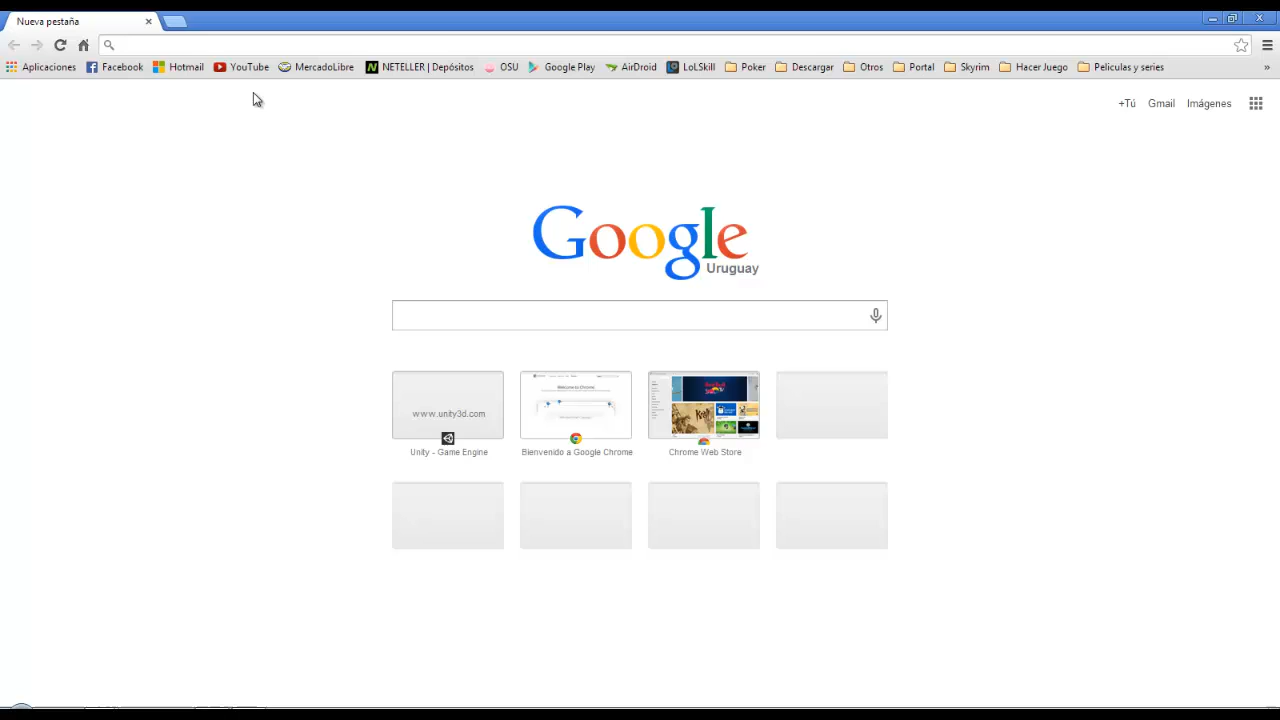 Nueva pestaña
Aplicaciones Facebook Hotmail YouTube MercadoLibre NETELLER | Depósitos OSU Google Play AirDroid LoLSkill Poker Descargar Otros Portal Skyrim Hacer Juego Peliculas y series »
+Tú Gmail Imágenes
Google
Uruguay
www.unity3d.com
Unity - Game Engine Bienvenido a Google Chrome Chrome Web Store